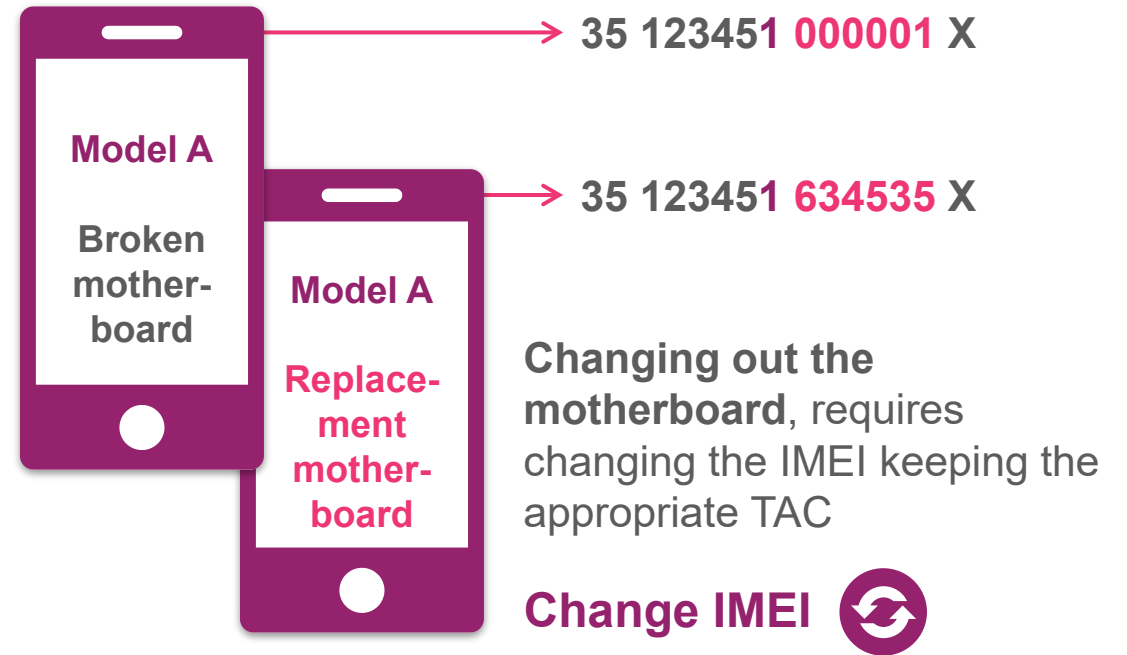 35 123451 000001 X
Model A
Broken
mother-
board
35 123451 634535 X
Model A
Replace-
ment
mother-
board
Changing out the
motherboard, requires
changing the IMEI keeping the
appropriate TAC
Change IMEI